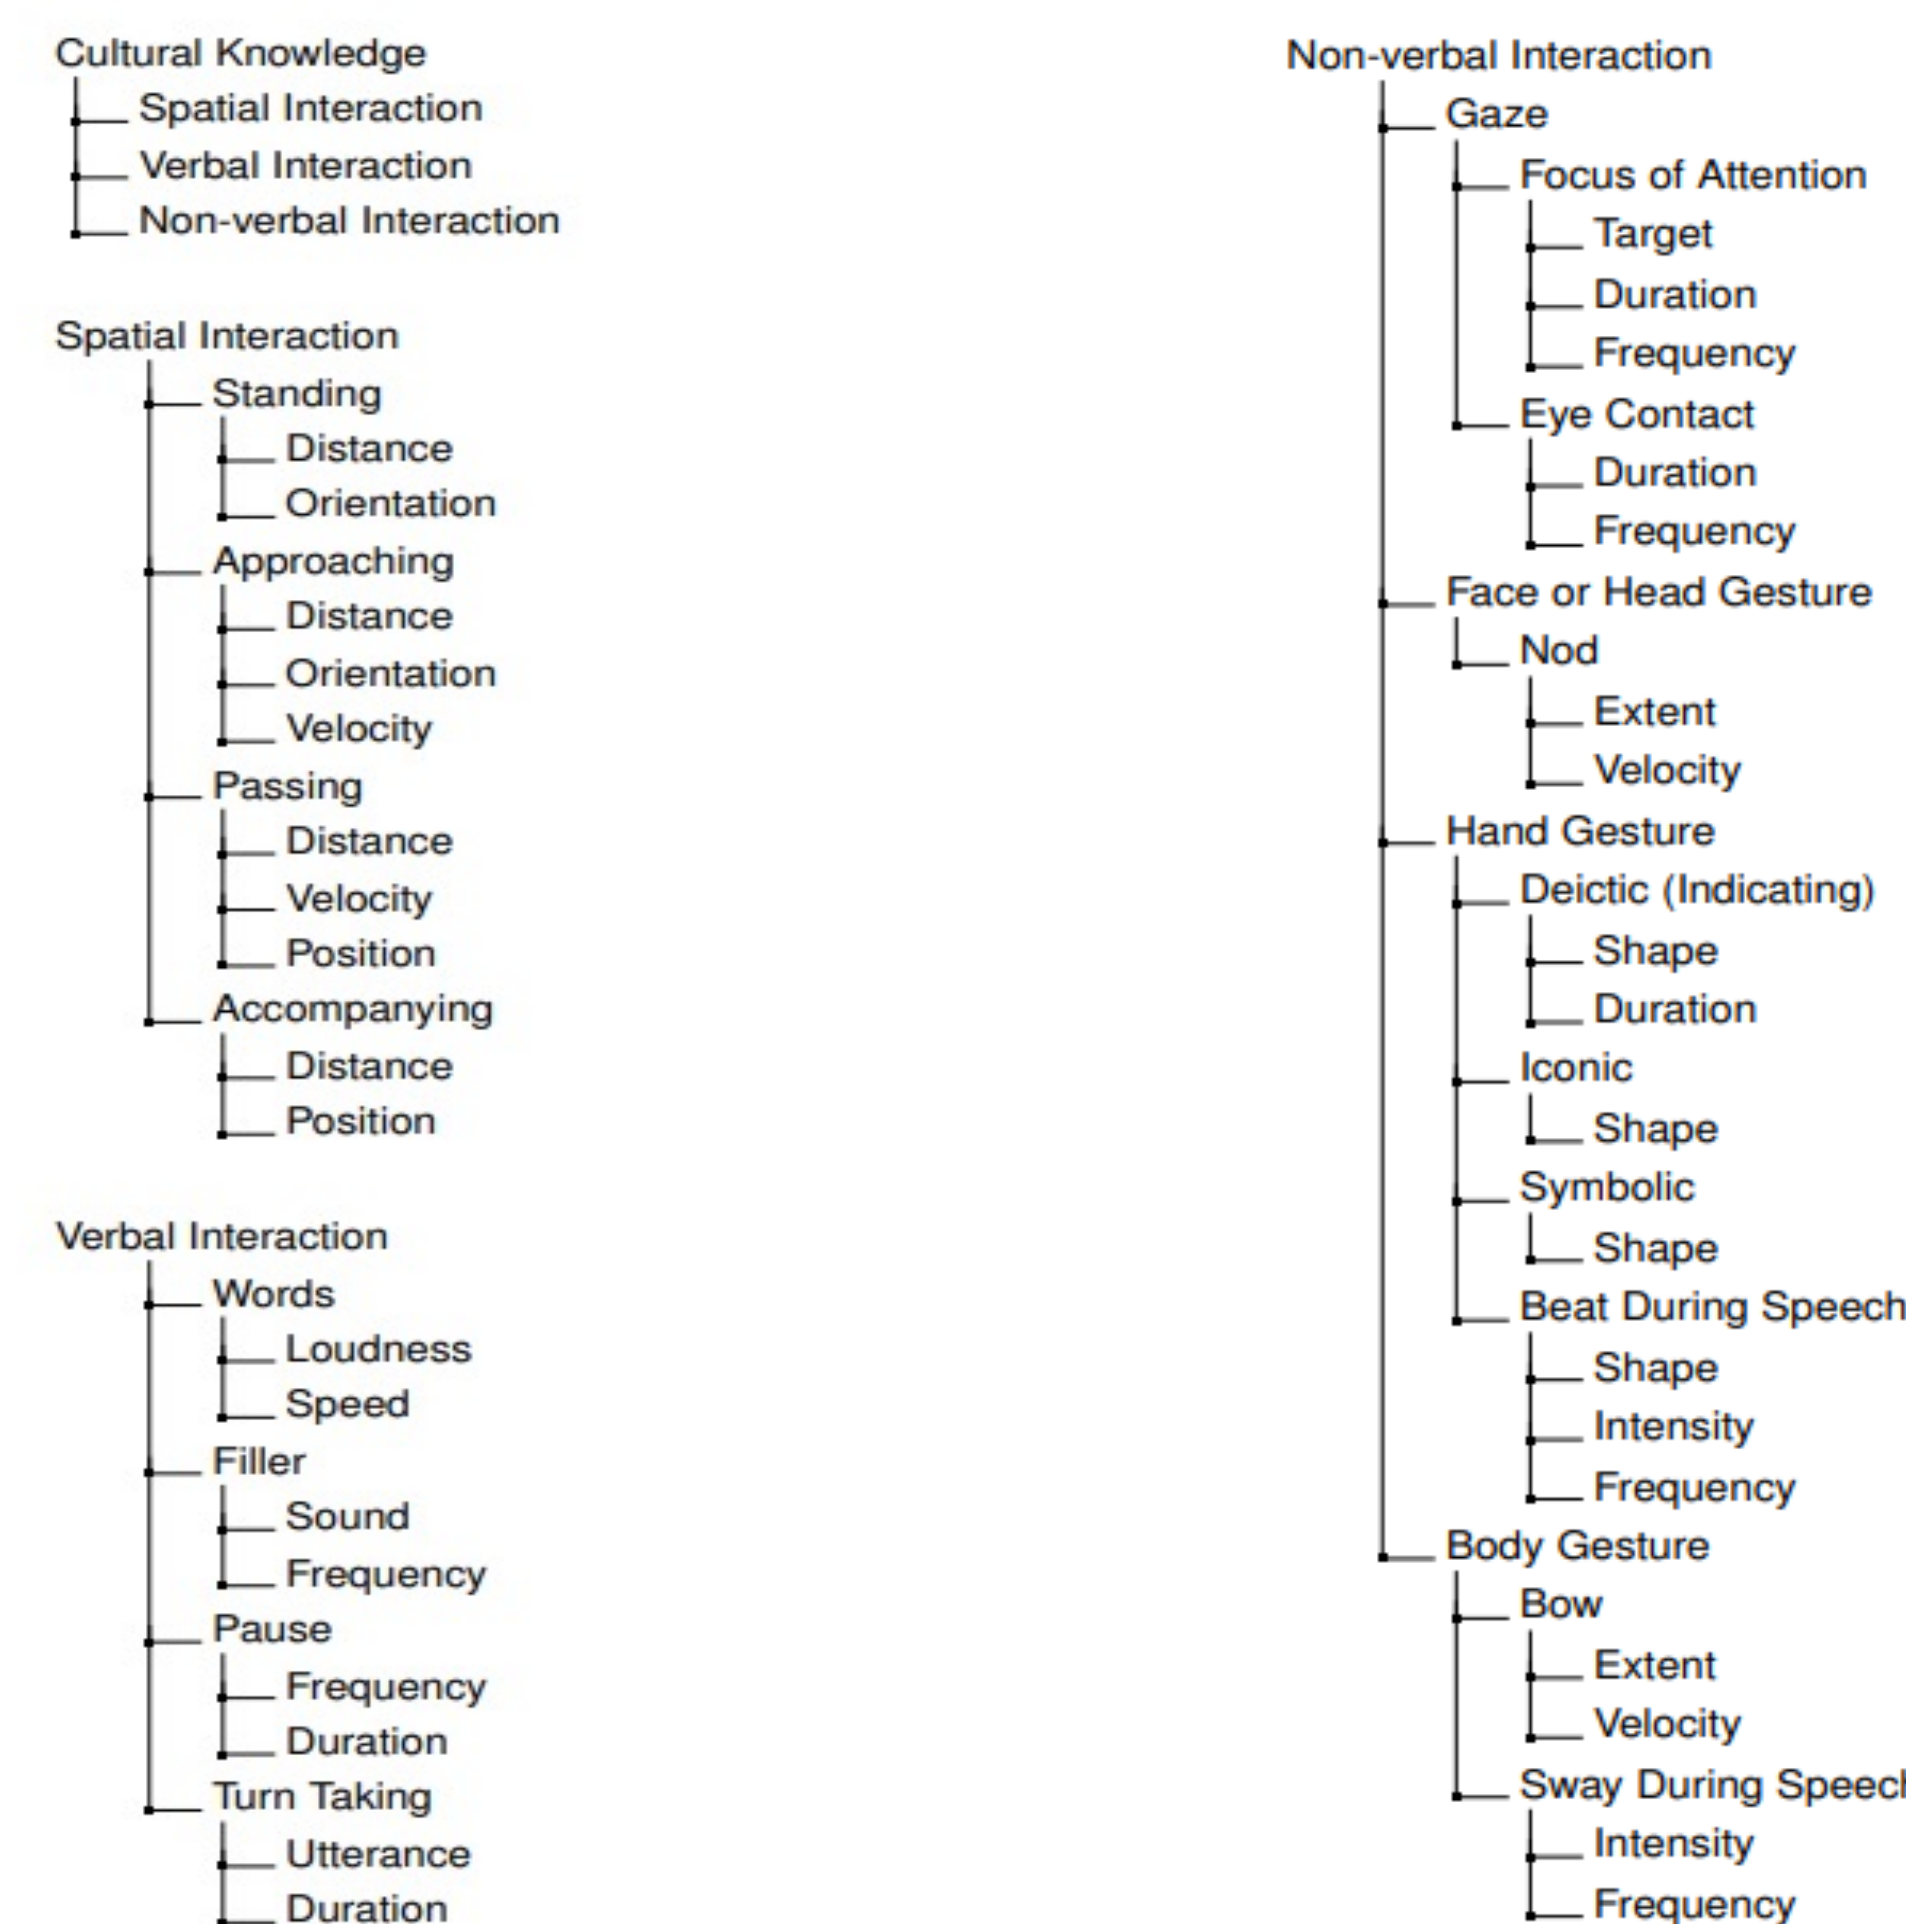 Cultural Knowledge
Spatial Interaction
Verbal Interaction
Non-verbal Interaction
Spatial Interaction
Standing
Distance
Orientation
Approaching
Distance
Orientation
Velocity
Passing
Distance
Velocity
Position
Accompanying
Distance
Position
Verbal Interaction
Words
Loudness
Speed
Filler
Sound
Frequency
Pause
Frequency
Duration
Turn Taking
Utterance
Duration
Non-verbal Interaction
Gaze
Focus of Attention
Target
Duration
Frequency
Eye Contact
Duration
Frequency
Face or Head Gesture
Nod
Extent
Velocity
Hand Gesture
Deictic (Indicating)
Shape
Duration
Iconic
Shape
Symbolic
Shape
Beat During Speech
Shape
Intensity
Frequency
Body Gesture
Bow
Extent
Velocity
Sway During Speech
Intensity
Frequency